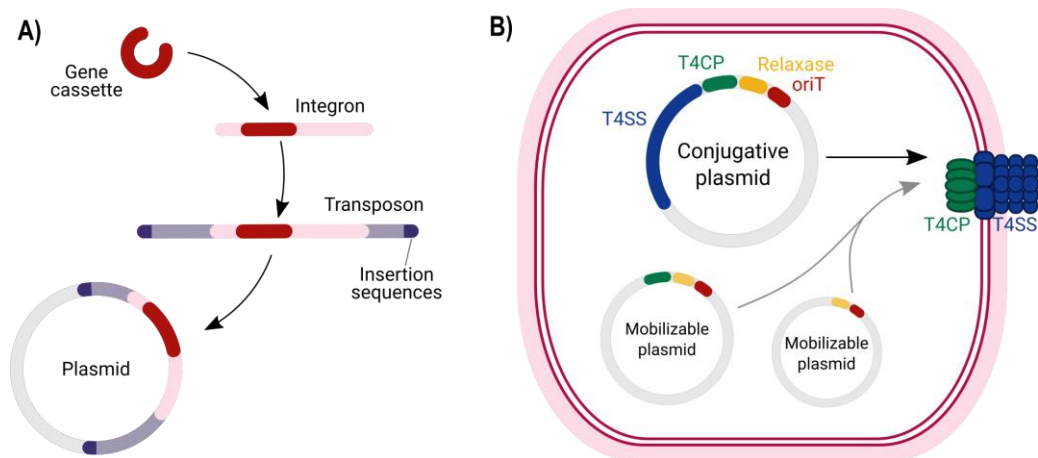 A)
Gene
cassette
Integron
Transposon
Insertion
sequences
Plasmid
B)
T4CP
Relaxase
oriT
T4SS
Conjugative
plasmid
T4CP
T4SS
Mobilizable
plasmid
Mobilizable
plasmid